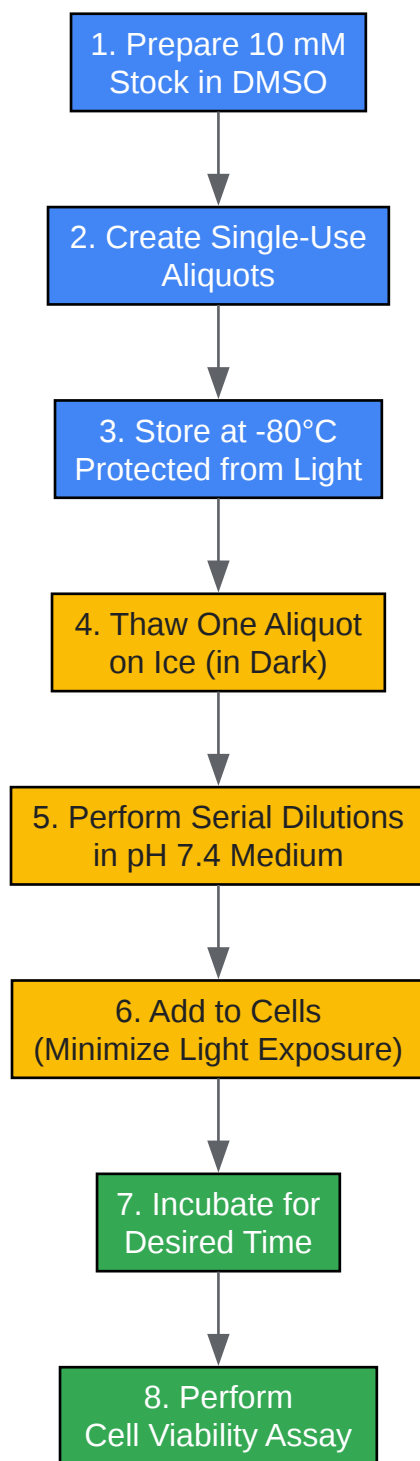 1. Prepare 10 mM
Stock in DMSO
2. Create Single-Use
Aliquots
3. Store at -80°C
Protected from Light
4. Thaw One Aliquot
on Ice (in Dark)
5. Perform Serial Dilutions
in pH 7.4 Medium
6. Add to Cells
(Minimize Light Exposure)
7. Incubate for
Desired Time
8. Perform
Cell Viability Assay